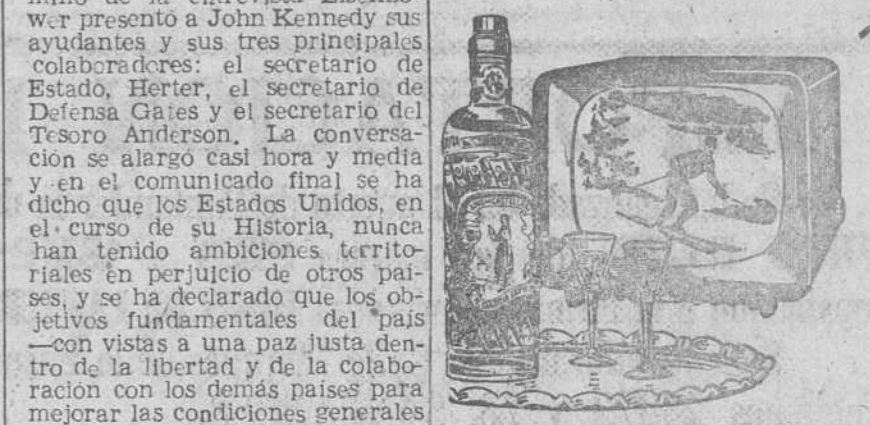 mino de la entrevista Eisenho-
wer presentó a John Kennedy sus
ayudantes y sus tres principales
colaboradores: el secretario de
Estado, Herter, el secretario de
Defensa Gates y el secretario del
Tesoro Anderson. La conversa-
ción se alargó casi hora y media
y en el comunicado final se ha
dicho que los Estados Unidos, en
el curso de su Historia, nunca
han tenido ambiciones territo-
riales en perjuicio de otros paí-
ses, y se ha declarado que los ob-
jetivos fundamentales del país
—con vistas a una paz justa den-
tro de la libertad y de la colabo-
ración con los demás países para
mejorar las condiciones generales